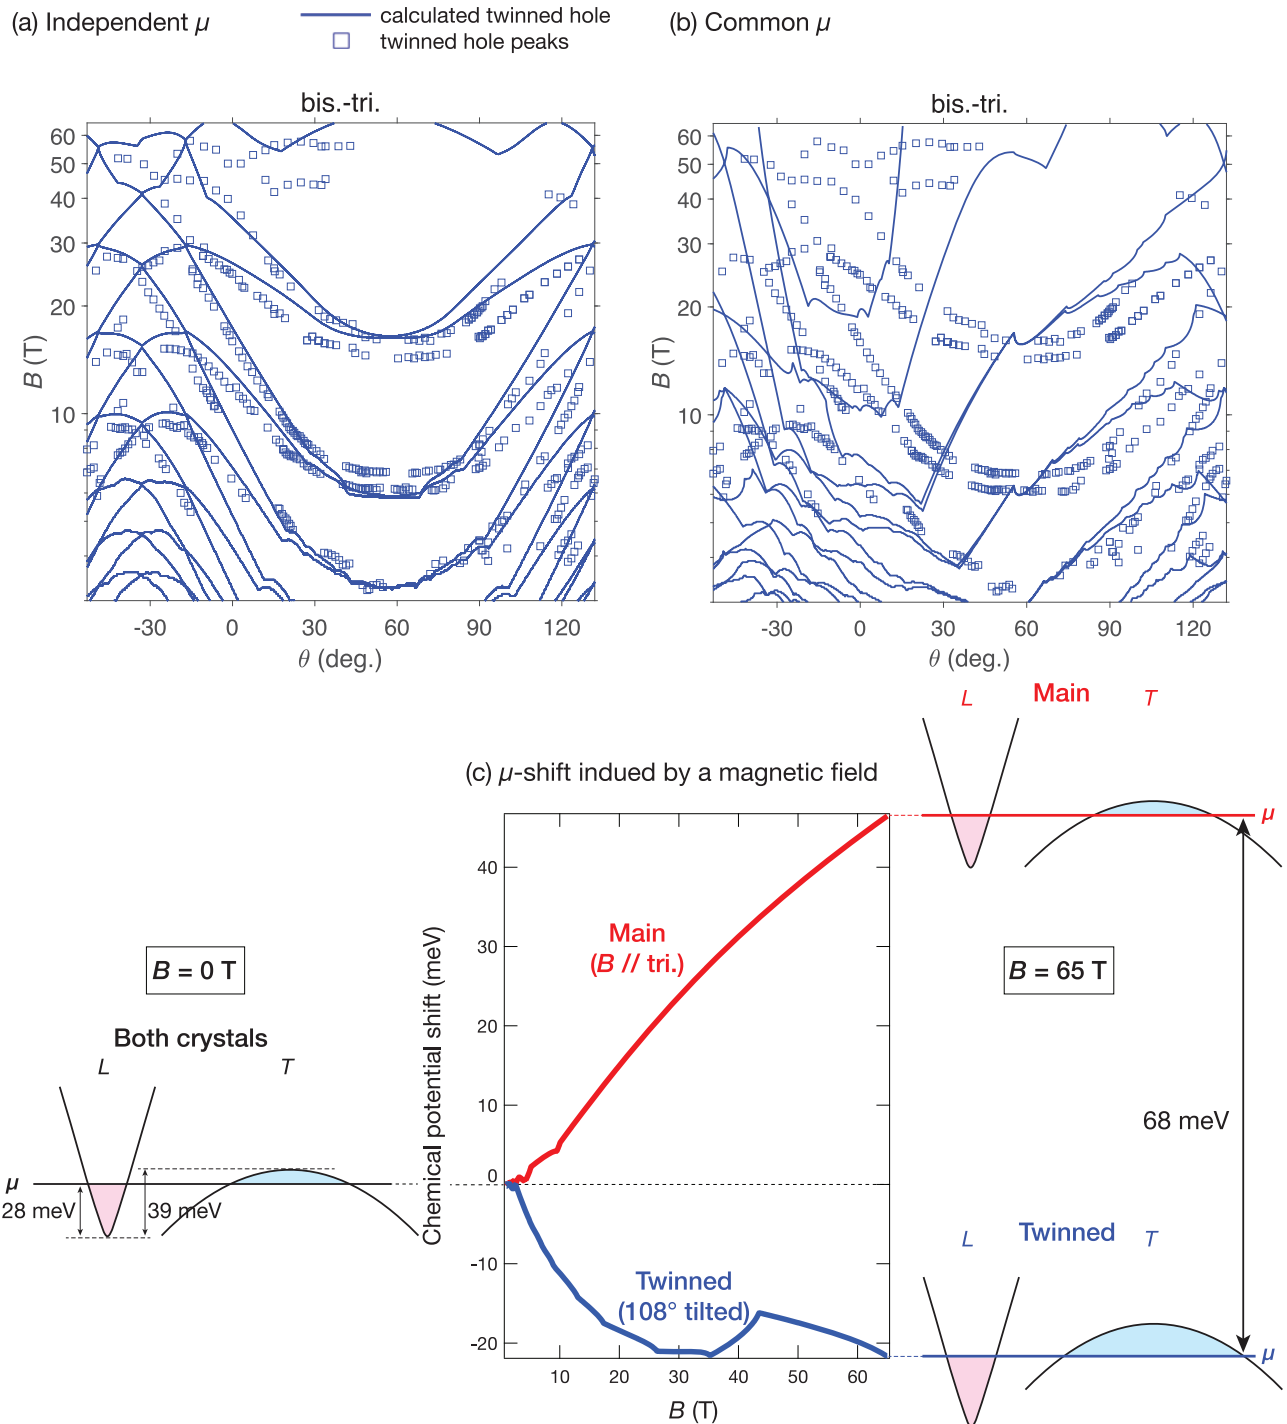 (a) Independent μ
calculated twinned hole
twinned hole peaks
(b) Common μ
bis.-tri.
60
50
40
30
20
10
B (T)
-30 0 30 60 90 120
θ (deg.)
bis.-tri.
60
50
40
30
20
10
B (T)
-30 0 30 60 90 120
θ (deg.)
(c) μ-shift indued by a magnetic field
L Main T
μ
B = 0 T
Both crystals
L T
μ
28 meV 39 meV
Chemical potential shift (meV)
40
30
20
10
0
-10
-20
Main
(B // tri.)
Twinned
(108° tilted)
10 20 30 40 50 60
B (T)
B = 65 T
68 meV
L Twinned T
μ